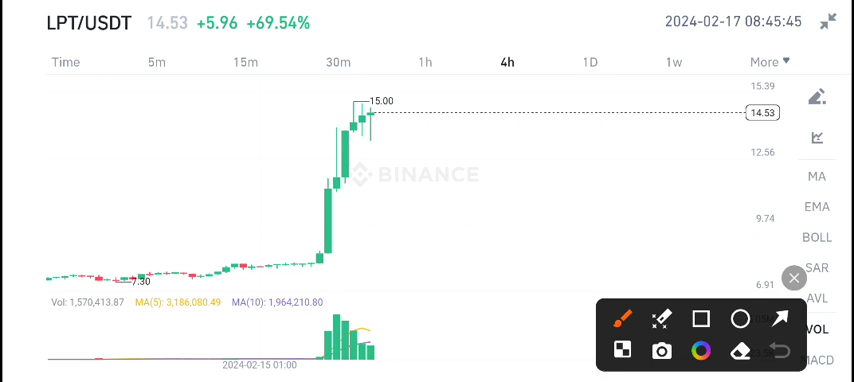 LPT/USDT 14.53 +5.96 +69.54% 2024-02-17 08:45:45
Time 5m 15m 30m 1h 4h 1D 1w More
15.39
15.00
14.53
12.56
BINANCE
MA
EMA
9.74
BOLL
SAR
7.30
6.91
AVL
Vol: 1,570,413.87 MA(5): 3,186,080.49 MA(10): 1,964,210.80
VOL
MACD
2024-02-15 01:00